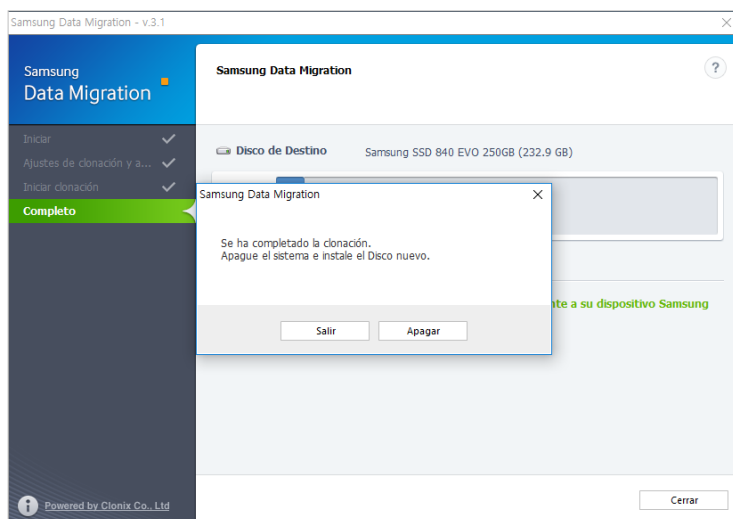 Samsung Data Migration - v.3.1
Samsung
Data Migration
Samsung Data Migration
?
Iniciar
Ajustes de clonación y a...
Iniciar clonación
Completo
Disco de Destino Samsung SSD 840 EVO 250GB (232.9 GB)
Samsung Data Migration
Se ha completado la clonación.
Apague el sistema e instale el Disco nuevo.
Salir Apagar
nte a su dispositivo Samsung
Powered by Clonix Co., Ltd
Cerrar